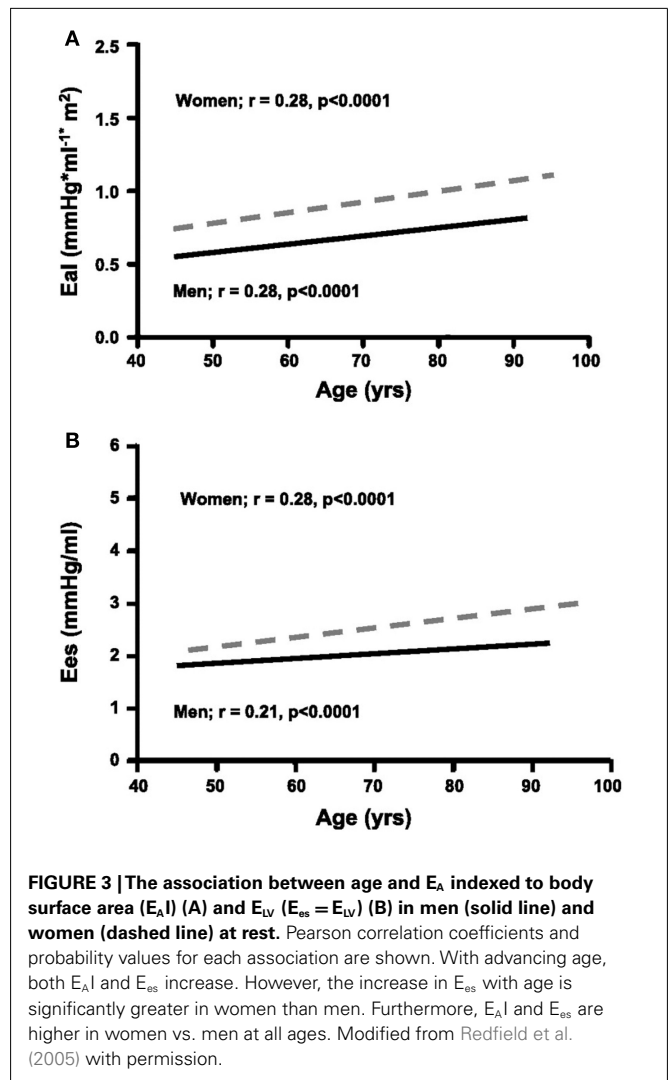 A
2.5
Women; r = 0.28, p<0.0001
1.5
1.0
0.5
Men; r = 0.28, p<0.0001
0.0
40 50 60 70 80 90 100
Age (yrs)
EaI (mmHg*ml-1* m2)
B
6
Women; r = 0.28, p<0.0001
5
4
3
2
Men; r = 0.21, p<0.0001
1
0
40 50 60 70 80 90 100
Age (yrs)
Ees (mmHg/ml)
FIGURE 3 | The association between age and EA indexed to body
surface area (EAI) (A) and ELV (Ees = ELV) (B) in men (solid line) and
women (dashed line) at rest. Pearson correlation coefficients and
probability values for each association are shown. With advancing age,
both EAI and Ees increase. However, the increase in Ees with age is
significantly greater in women than men. Furthermore, EAI and Ees are
higher in women vs. men at all ages. Modified from Redfield et al.
(2005) with permission.